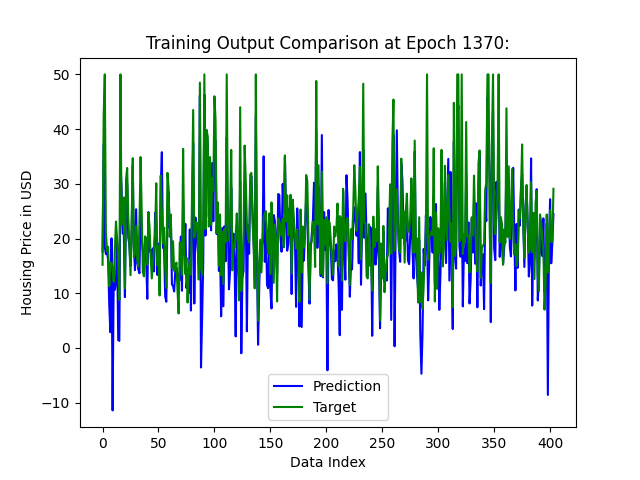 Training Output Comparison at Epoch 1370:
Housing Price in USD
50
40
30
20
10
0
−10
Prediction
Target
0 50 100 150 200 250 300 350 400
Data Index